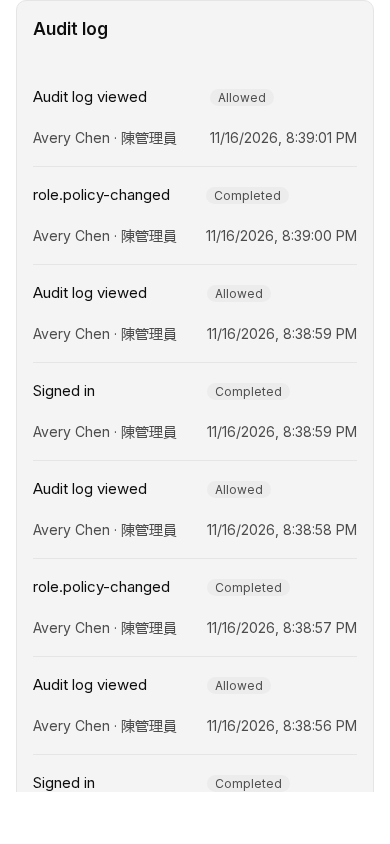 Audit log
Audit log viewed Allowed
Avery Chen · 陳管理員 11/16/2026, 8:39:01 PM
role.policy-changed Completed
Avery Chen · 陳管理員 11/16/2026, 8:39:00 PM
Audit log viewed Allowed
Avery Chen · 陳管理員 11/16/2026, 8:38:59 PM
Signed in Completed
Avery Chen · 陳管理員 11/16/2026, 8:38:59 PM
Audit log viewed Allowed
Avery Chen · 陳管理員 11/16/2026, 8:38:58 PM
role.policy-changed Completed
Avery Chen · 陳管理員 11/16/2026, 8:38:57 PM
Audit log viewed Allowed
Avery Chen · 陳管理員 11/16/2026, 8:38:56 PM
Signed in Completed